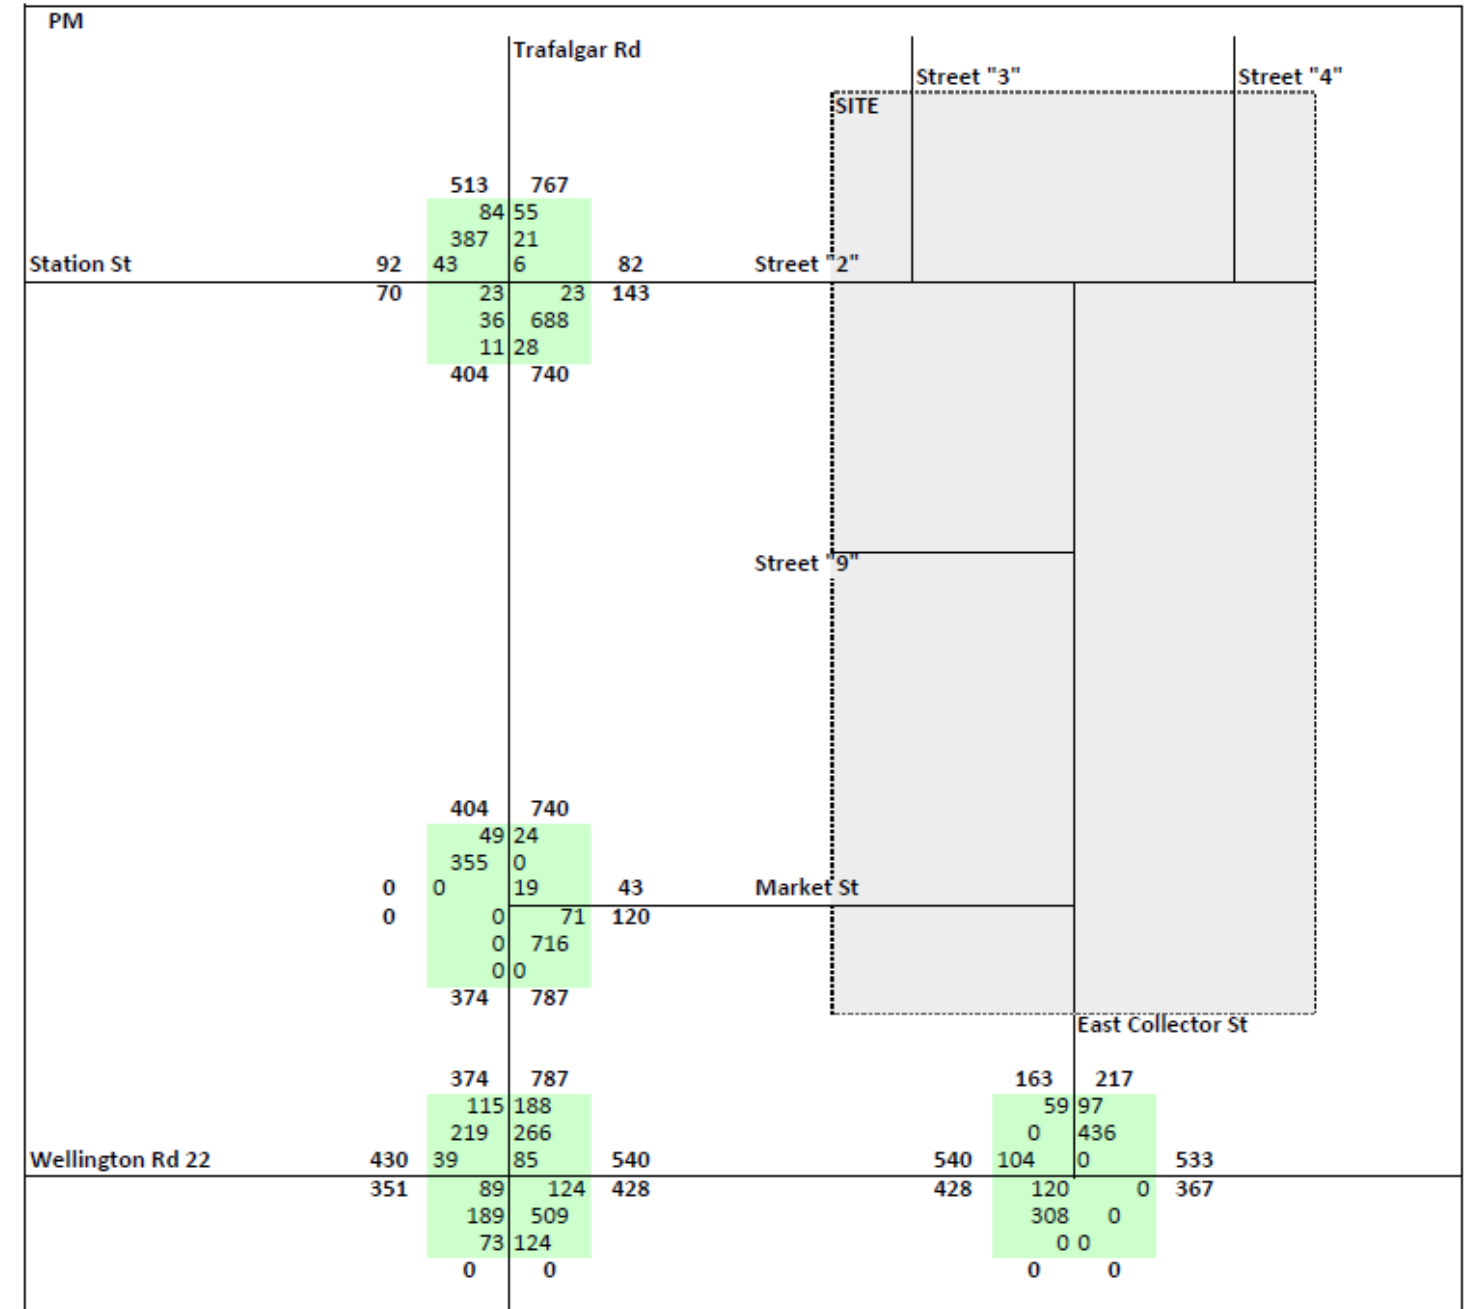 PM
Trafalgar Rd
Street "3"
Street "4"
SITE
513 767
84 55
387 21
Station St 92 43 6 82 Street "2"
70 23 23 143
36 688
11 28
404 740
Street "9"
404 740
49 24
355 0
0 0 19 43 Market St
0 0 71 120
0 716
0 0
374 787
East Collector St
374 787 163 217
115 188 59 97
219 266 0 436
Wellington Rd 22 430 39 85 540 540 104 0 533
351 89 124 428 428 120 0 367
189 509 308 0
73 124 0 0
0 0 0 0